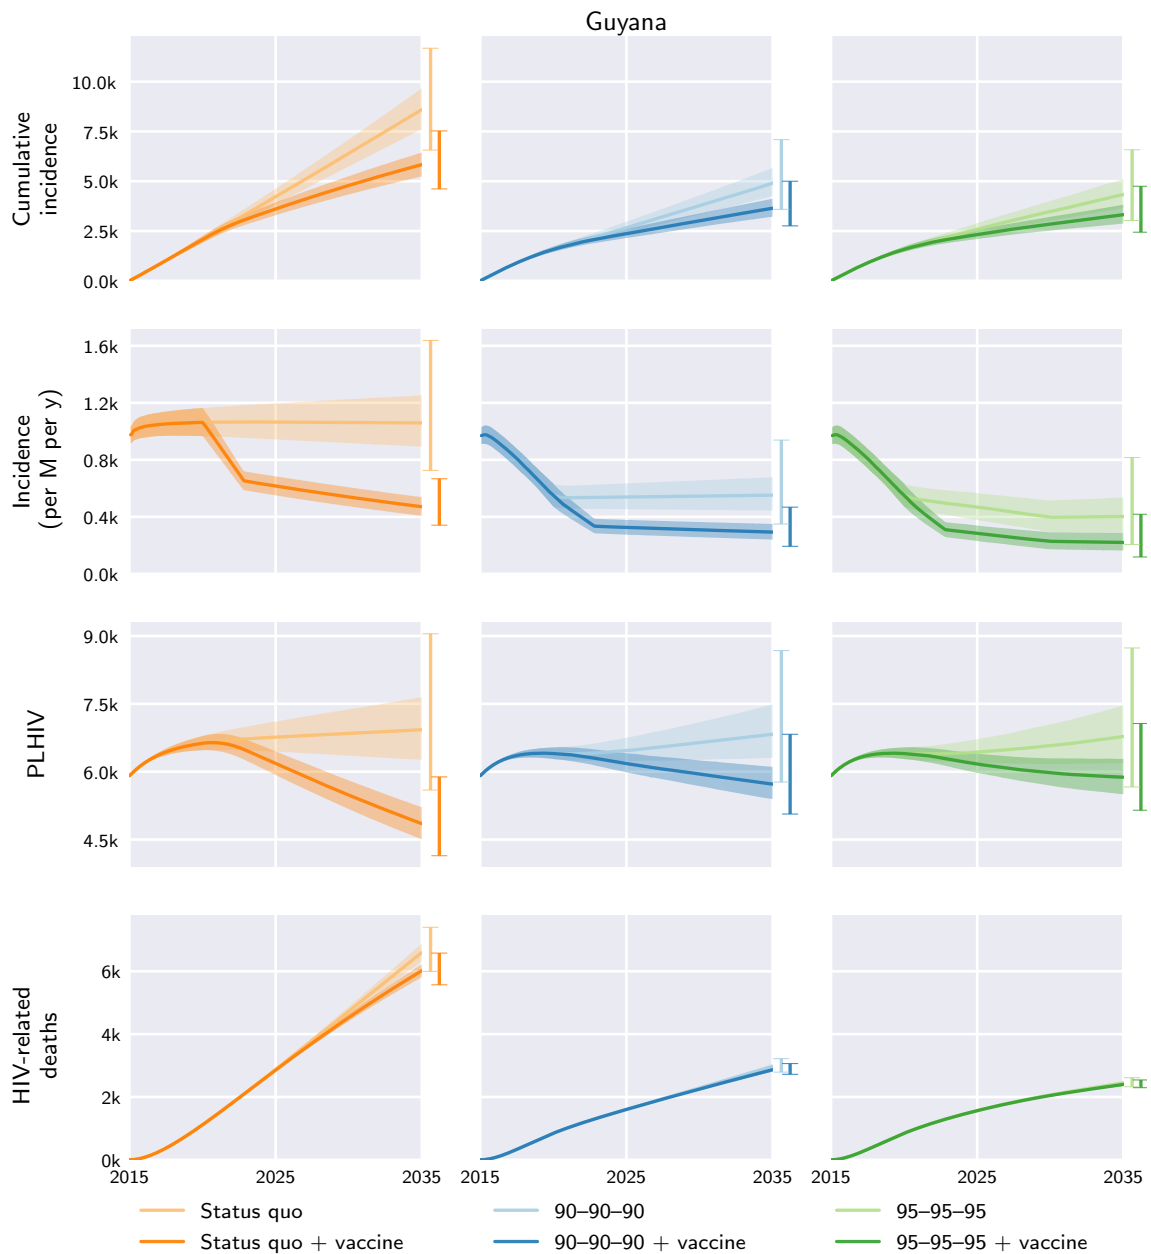 Guyana
Cumulative
incidence
10.0k
7.5k
5.0k
2.5k
0.0k
Incidence
(per M per y)
1.6k
1.2k
0.8k
0.4k
0.0k
PLHIV
9.0k
7.5k
6.0k
4.5k
HIV-related
deaths
6k
4k
2k
0k
2015 2025 2035 2015 2025 2035 2015 2025 2035
Status quo 90–90–90 95–95–95
Status quo + vaccine 90–90–90 + vaccine 95–95–95 + vaccine